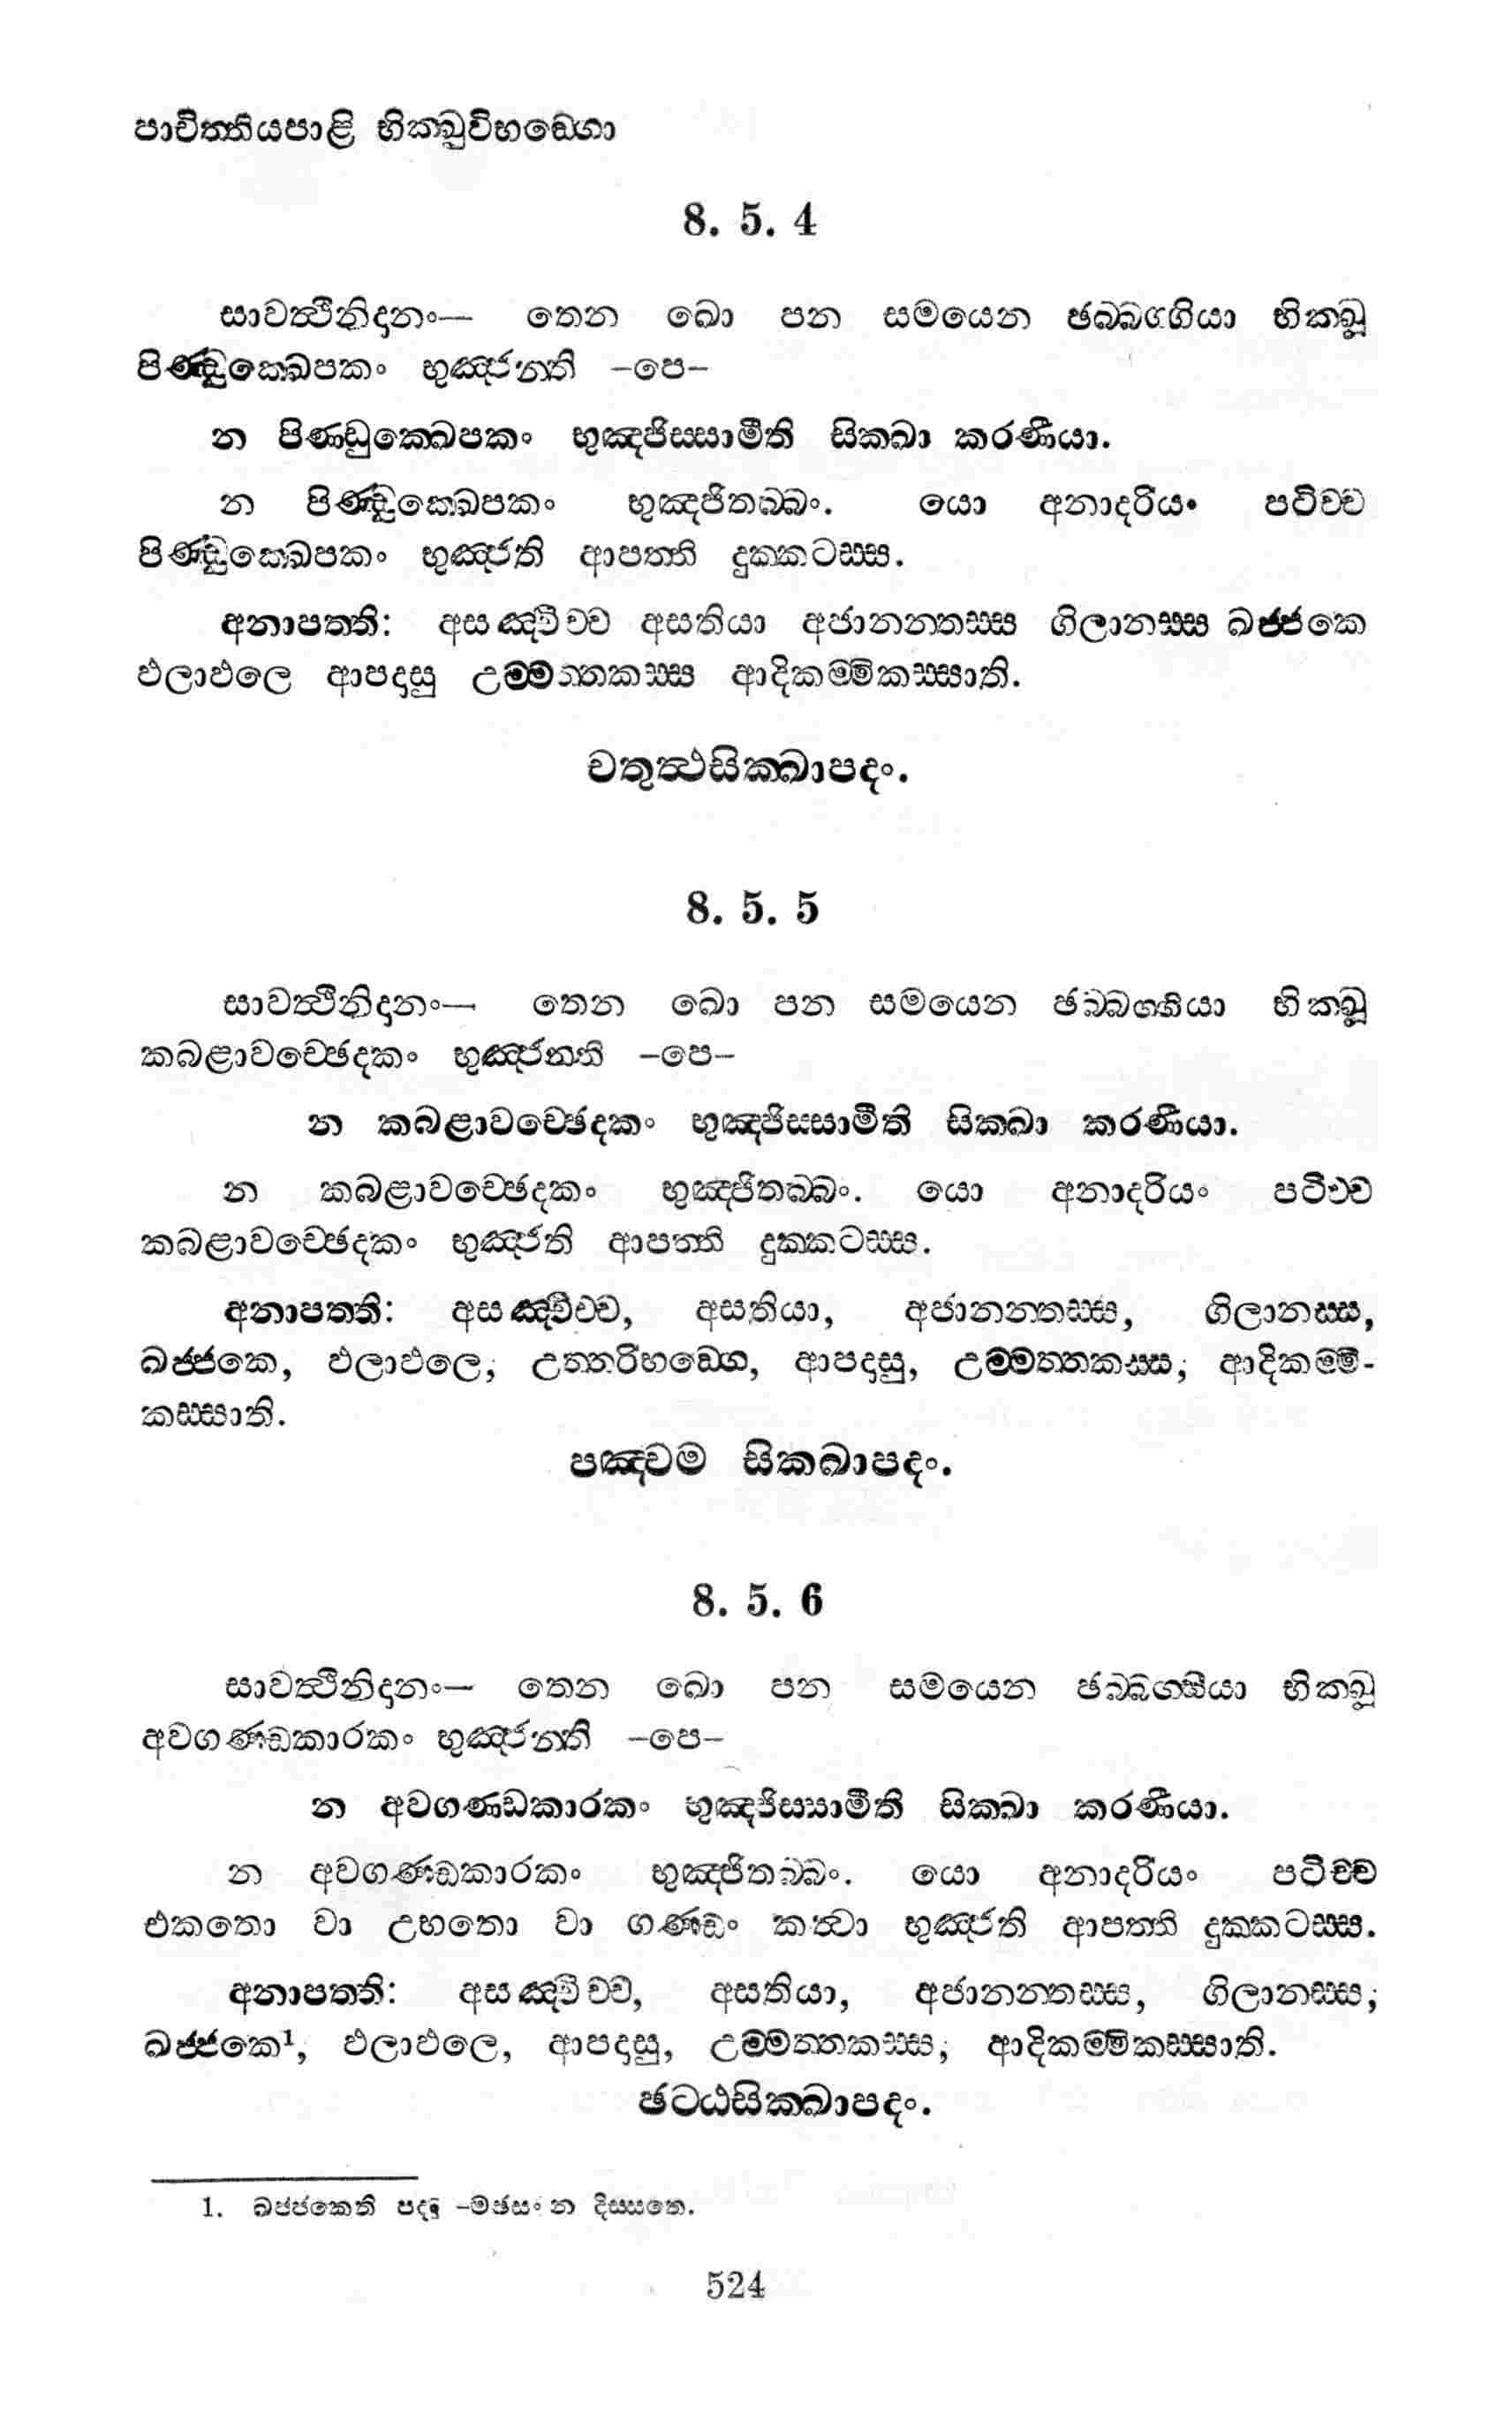 පාචිත්තියපාළි භික්ඛුවිභඞ්ගො
8. 5. 4
සාවත්ථිනිදානං— තෙන ඛො පන සමයෙන ඡබ්බග්ගියා භික්ඛූ
පිණ්ඩුක්ඛෙපකං භුඤ්ජන්ති –පෙ–
න පිණ්ඩුක්ඛෙපකං භුඤ්ජිස්සාමීති සික්ඛා කරණීයා.
න පිණ්ඩුක්ඛෙපකං භුඤ්ජිතබ්බං. යො අනාදරියං පටිච්ච
පිණ්ඩුක්ඛෙපකං භුඤ්ජති ආපත්ති දුක්කටස්ස.
අනාපත්ති: අසඤ්චිච්ච අසතියා අජානන්තස්ස ගිලානස්ස ඛජ්ජකෙ
ඵලාඵලෙ ආපදාසු උම්මත්තකස්ස ආදිකම්මිකස්සාති.
චතුත්ථසික්ඛාපදං.
8. 5. 5
සාවත්ථිනිදානං— තෙන ඛො පන සමයෙන ඡබ්බග්ගියා භික්ඛූ
කබළාවච්ඡෙදකං භුඤ්ජන්ති –පෙ–
න කබළාවච්ඡෙදකං භුඤ්ජිස්සාමීති සික්ඛා කරණීයා.
න කබළාවච්ඡෙදකං භුඤ්ජිතබ්බං. යො අනාදරියං පටිච්ච
කබළාවච්ඡෙදකං භුඤ්ජති ආපත්ති දුක්කටස්ස.
අනාපත්ති: අසඤ්චිච්ච, අසතියා, අජානන්තස්ස, ගිලානස්ස,
ඛජ්ජකෙ, ඵලාඵලෙ, උත්තරිභඞ්ගෙ, ආපදාසු, උම්මත්තකස්ස, ආදිකම්මි-
කස්සාති.
පඤ්චම සික්ඛාපදං.
8. 5. 6
සාවත්ථිනිදානං— තෙන ඛො පන සමයෙන ඡබ්බග්ගියා භික්ඛූ
අවගණ්ඩකාරකං භුඤ්ජන්ති –පෙ–
න අවගණ්ඩකාරකං භුඤ්ජිස්සාමීති සික්ඛා කරණීයා.
න අවගණ්ඩකාරකං භුඤ්ජිතබ්බං. යො අනාදරියං පටිච්ච
එකතො වා උභතො වා ගණ්ඩං කත්වා භුඤ්ජති ආපත්ති දුක්කටස්ස.
අනාපත්ති: අසඤ්චිච්ච, අසතියා, අජානන්තස්ස, ගිලානස්ස,
ඛජ්ජකෙ¹, ඵලාඵලෙ, ආපදාසු, උම්මත්තකස්ස, ආදිකම්මිකස්සාති.
ඡට්ඨසික්ඛාපදං.
1. ඛජ්ජකෙති පදං –මඡසං න දිස්සතෙ.
524